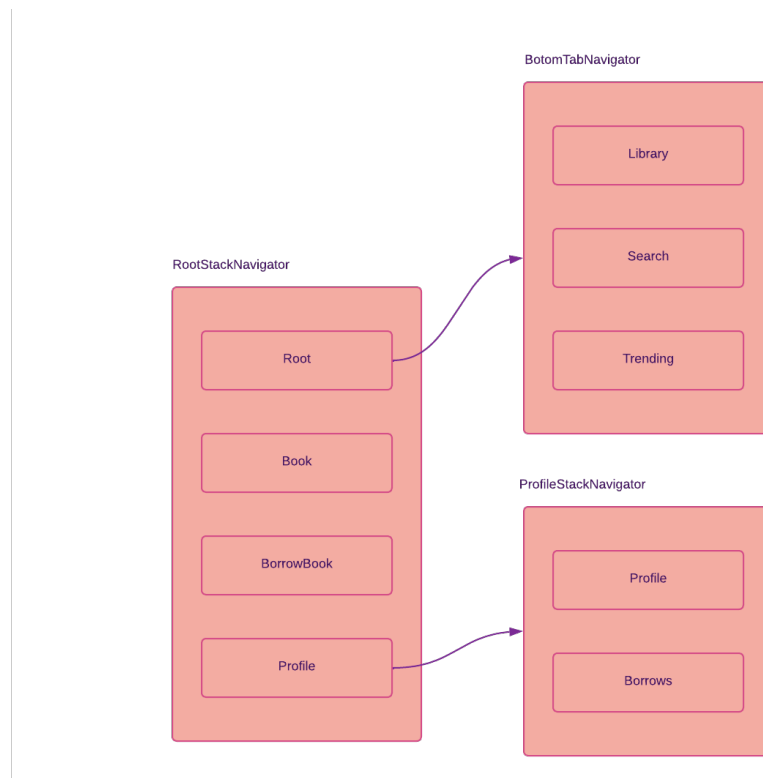 BotomTabNavigator
Library
Search
Trending
RootStackNavigator
Root
Book
BorrowBook
Profile
ProfileStackNavigator
Profile
Borrows